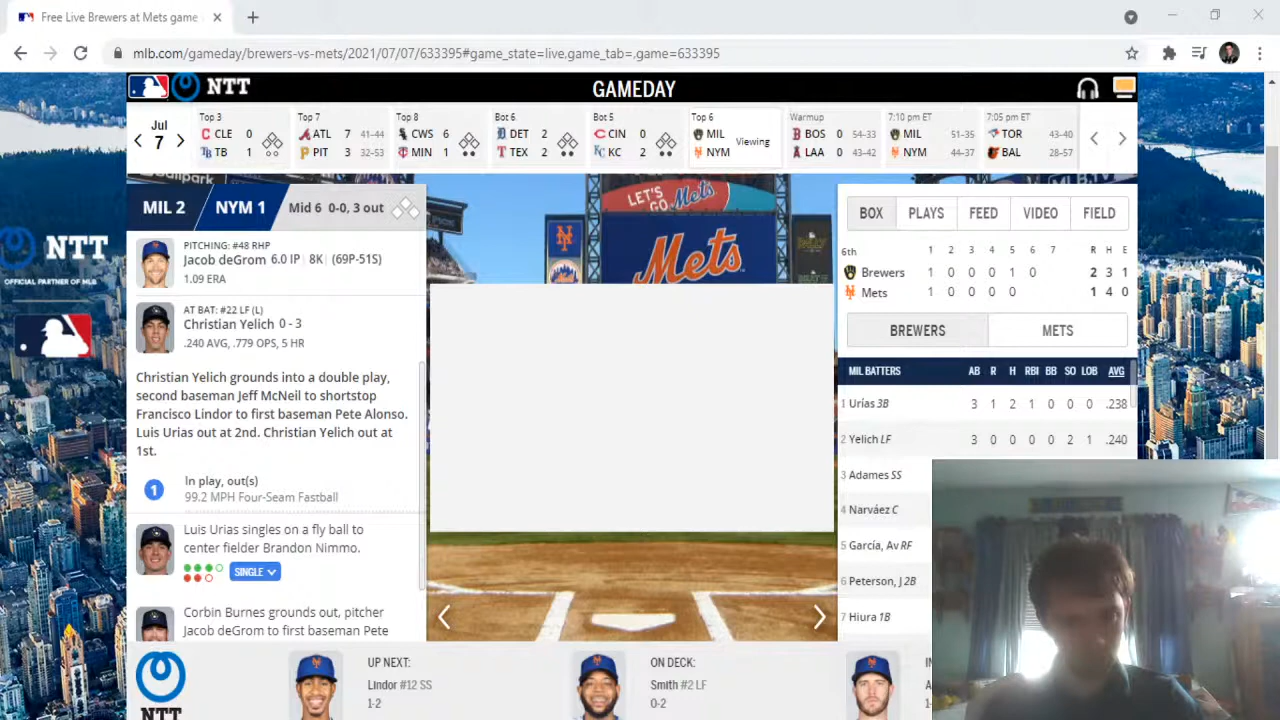 Free Live Brewers at Mets game
mlb.com/gameday/brewers-vs-mets/2021/07/07/633395#game_state=live.game_tab=.game=633395
NTT
GAMEDAY
Jul
7
Top 3
CLE 0
TB 1
Top 7
ATL 7 41-44
PIT 3 32-53
Top 8
CWS 6
MIN 1
Bot 6
DET 2
TEX 2
Bot 5
CIN 0
KC 2
Top 6
MIL
NYM
Viewing
Warmup
BOS 0 54-33
LAA 0 43-42
7:10 pm ET
MIL 51-35
NYM 44-37
7:05 pm ET
TOR 43-40
BAL 28-57
MIL 2
NYM 1
Mid 6 0-0, 3 out
PITCHING: #48 RHP
Jacob deGrom 6.0 IP | 8K | (69P-51S)
1.09 ERA
AT BAT: #22 LF (L)
Christian Yelich 0 - 3
.240 AVG, .779 OPS, 5 HR
Christian Yelich grounds into a double play,
second baseman Jeff McNeil to shortstop
Francisco Lindor to first baseman Pete Alonso.
Luis Urias out at 2nd. Christian Yelich out at
1st.
1
In play, out(s)
99.2 MPH Four-Seam Fastball
Luis Urias singles on a fly ball to
center fielder Brandon Nimmo.
SINGLE
Corbin Burnes grounds out, pitcher
Jacob deGrom to first baseman Pete
NTT
OFFICIAL PARTNER OF MLB
LET'S
GO Mets
Mets
BOX
PLAYS
FEED
VIDEO
FIELD
6th 1 2 3 4 5 6 7 R H E
Brewers 1 0 0 0 1 0 2 3 1
Mets 1 0 0 0 0 1 4 0
BREWERS
METS
MIL BATTERS AB R H RBI BB SO LOB AVG
1 Urias 3B 3 1 2 1 0 0 0 .238
2 Yelich LF 3 0 0 0 0 2 1 .240
3 Adames SS
4 Narváez C
5 García, Av RF
6 Peterson, J 2B
7 Hiura 1B
NTT
UP NEXT:
Lindor #12 SS
1-2
ON DECK:
Smith #2 LF
0-2